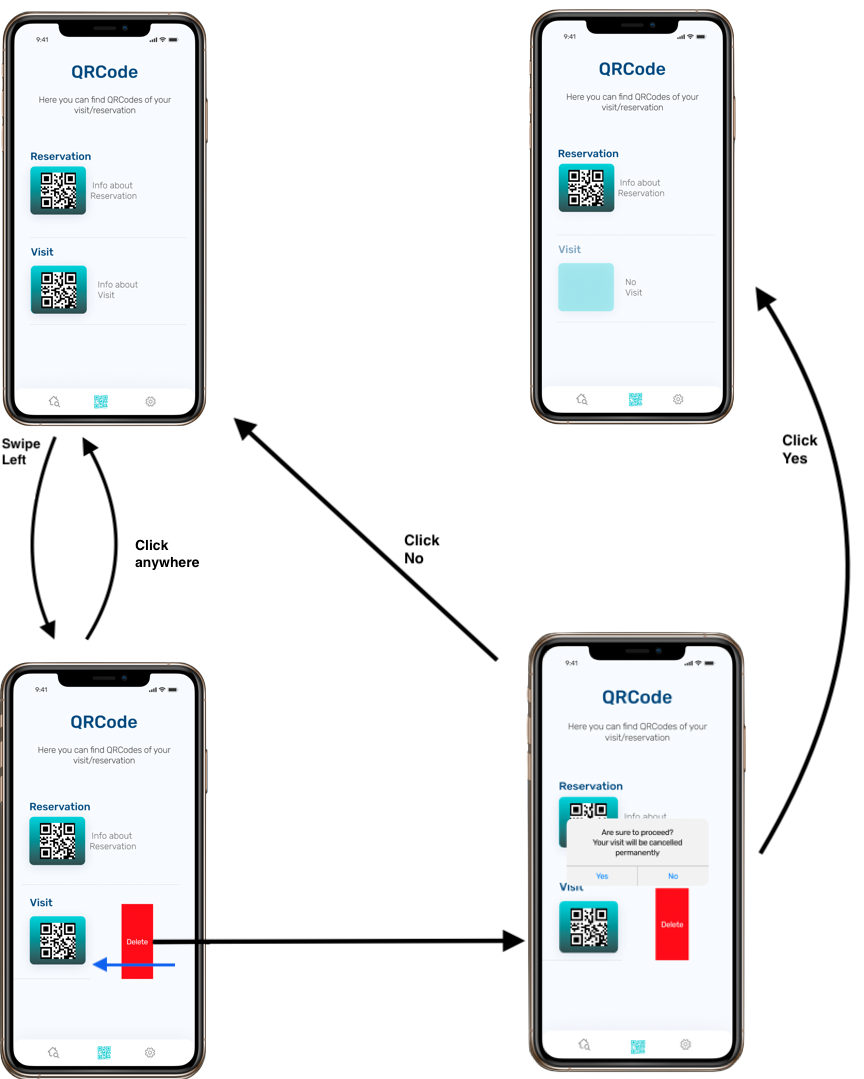 9:41
QRCode
Here you can find QRCodes of your
visit/reservation
Reservation
Info about
Reservation
Visit
Info about
Visit
9:41
QRCode
Here you can find QRCodes of your
visit/reservation
Reservation
Info about
Reservation
Visit
No
Visit
Swipe
Left
Click
anywhere
Click
No
Click
Yes
9:41
QRCode
Here you can find QRCodes of your
visit/reservation
Reservation
Info about
Reservation
Visit
Delete
9:41
QRCode
Here you can find QRCodes of your
visit/reservation
Reservation
Info about
Are sure to proceed?
Your visit will be cancelled
permanently
Yes
No
Visit
Delete